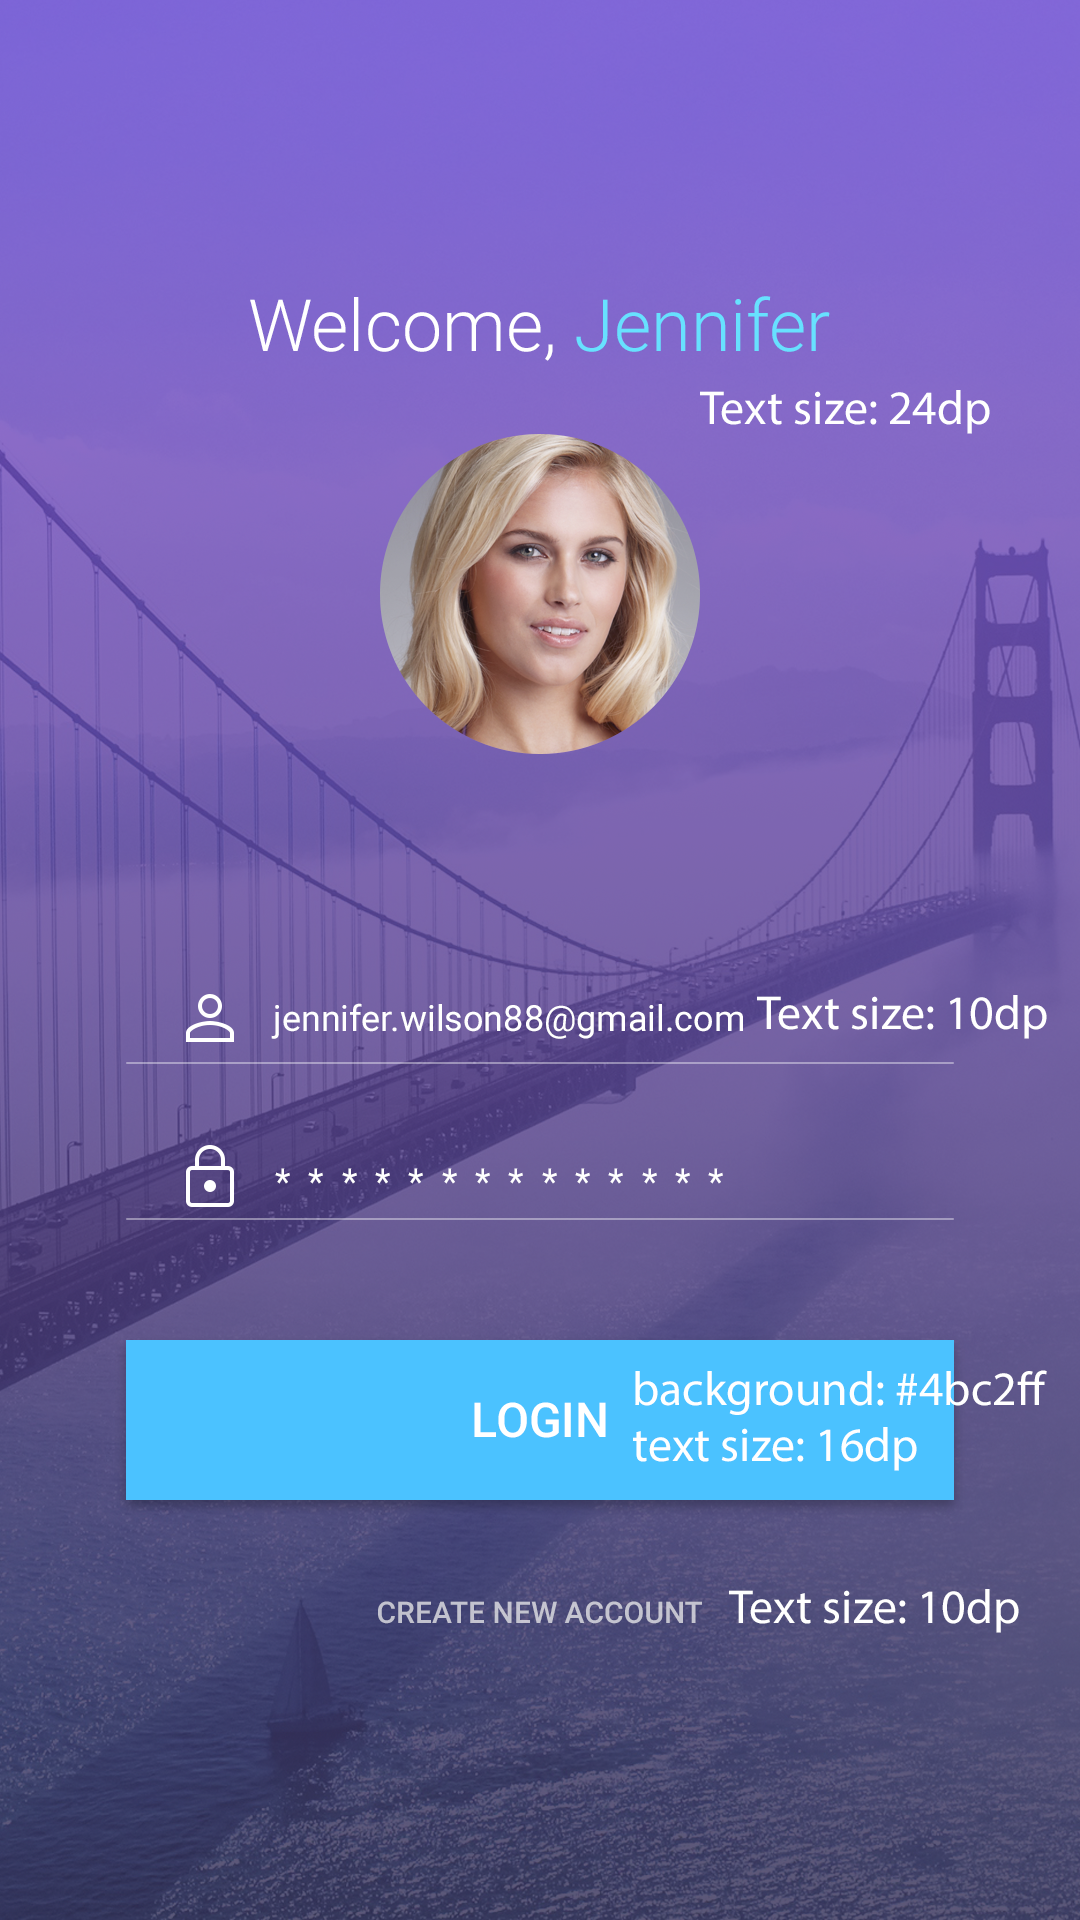 Welcome, Jennifer
Text size: 24dp
jennifer.wilson88@gmail.com Text size: 10dp
* * * * * * * * * * * * * *
LOGIN
background: #4bc2ff
text size: 16dp
CREATE NEW ACCOUNT Text size: 10dp